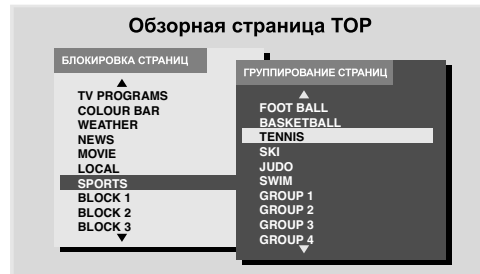 Обзорная страница TOP
БЛОКИРОВКА СТРАНИЦ
TV PROGRAMS
COLOUR BAR
WEATHER
NEWS
MOVIE
LOCAL
SPORTS
BLOCK 1
BLOCK 2
BLOCK 3
ГРУППИРОВАНИЕ СТРАНИЦ
FOOT BALL
BASKETBALL
TENNIS
SKI
JUDO
SWIM
GROUP 1
GROUP 2
GROUP 3
GROUP 4